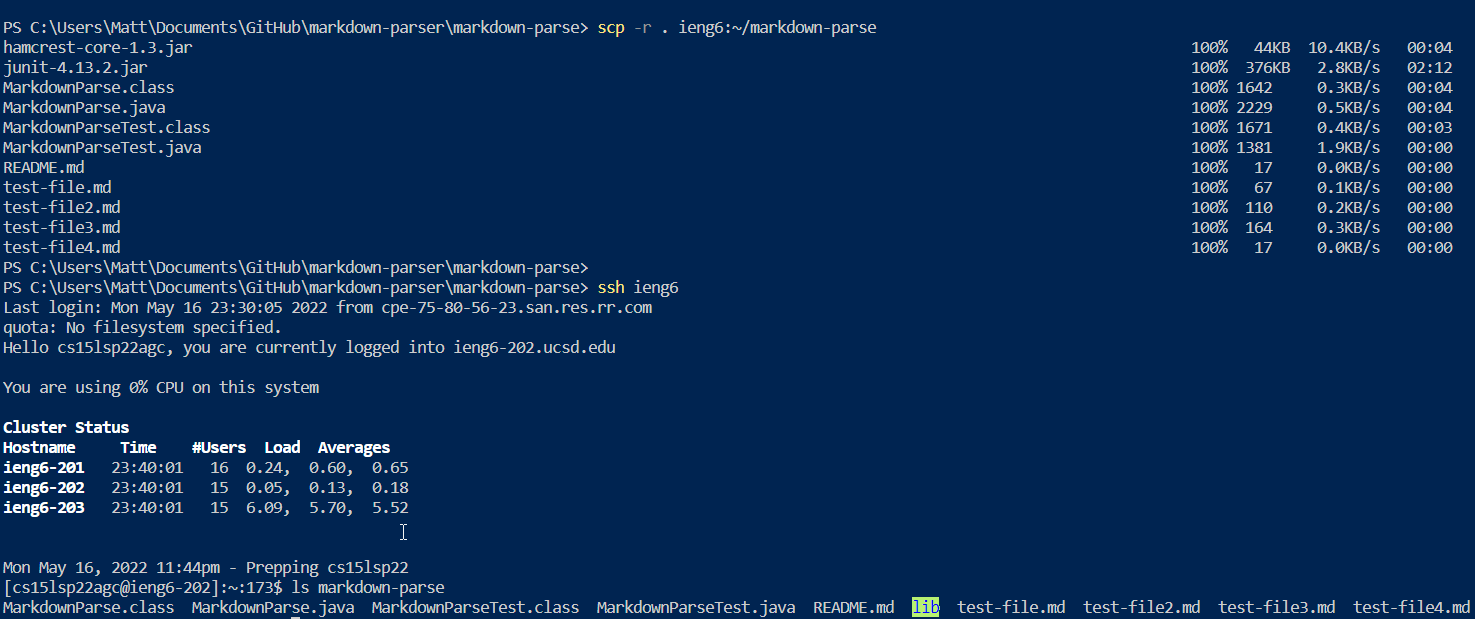 PS C:\Users\Matt\Documents\GitHub\markdown-parser\markdown-parse> scp -r . ieng6:~/markdown-parse
hamcrest-core-1.3.jar 100% 44KB 10.4KB/s 00:04
junit-4.13.2.jar 100% 376KB 2.8KB/s 02:12
MarkdownParse.class 100% 1642 0.3KB/s 00:04
MarkdownParse.java 100% 2229 0.5KB/s 00:04
MarkdownParseTest.class 100% 1671 0.4KB/s 00:03
MarkdownParseTest.java 100% 1381 1.9KB/s 00:00
README.md 100% 17 0.0KB/s 00:00
test-file.md 100% 67 0.1KB/s 00:00
test-file2.md 100% 110 0.2KB/s 00:00
test-file3.md 100% 164 0.3KB/s 00:00
test-file4.md 100% 17 0.0KB/s 00:00
PS C:\Users\Matt\Documents\GitHub\markdown-parser\markdown-parse>
PS C:\Users\Matt\Documents\GitHub\markdown-parser\markdown-parse> ssh ieng6
Last login: Mon May 16 23:30:05 2022 from cpe-75-80-56-23.san.res.rr.com
quota: No filesystem specified.
Hello cs15lsp22agc, you are currently logged into ieng6-202.ucsd.edu
You are using 0% CPU on this system
Cluster Status
Hostname Time #Users Load Averages
ieng6-201 23:40:01 16 0.24, 0.60, 0.65
ieng6-202 23:40:01 15 0.05, 0.13, 0.18
ieng6-203 23:40:01 15 6.09, 5.70, 5.52
Mon May 16, 2022 11:44pm - Prepping cs15lsp22
[cs15lsp22agc@ieng6-202]:~:173$ ls markdown-parse
MarkdownParse.class MarkdownParse.java MarkdownParseTest.class MarkdownParseTest.java README.md lib test-file.md test-file2.md test-file3.md test-file4.md